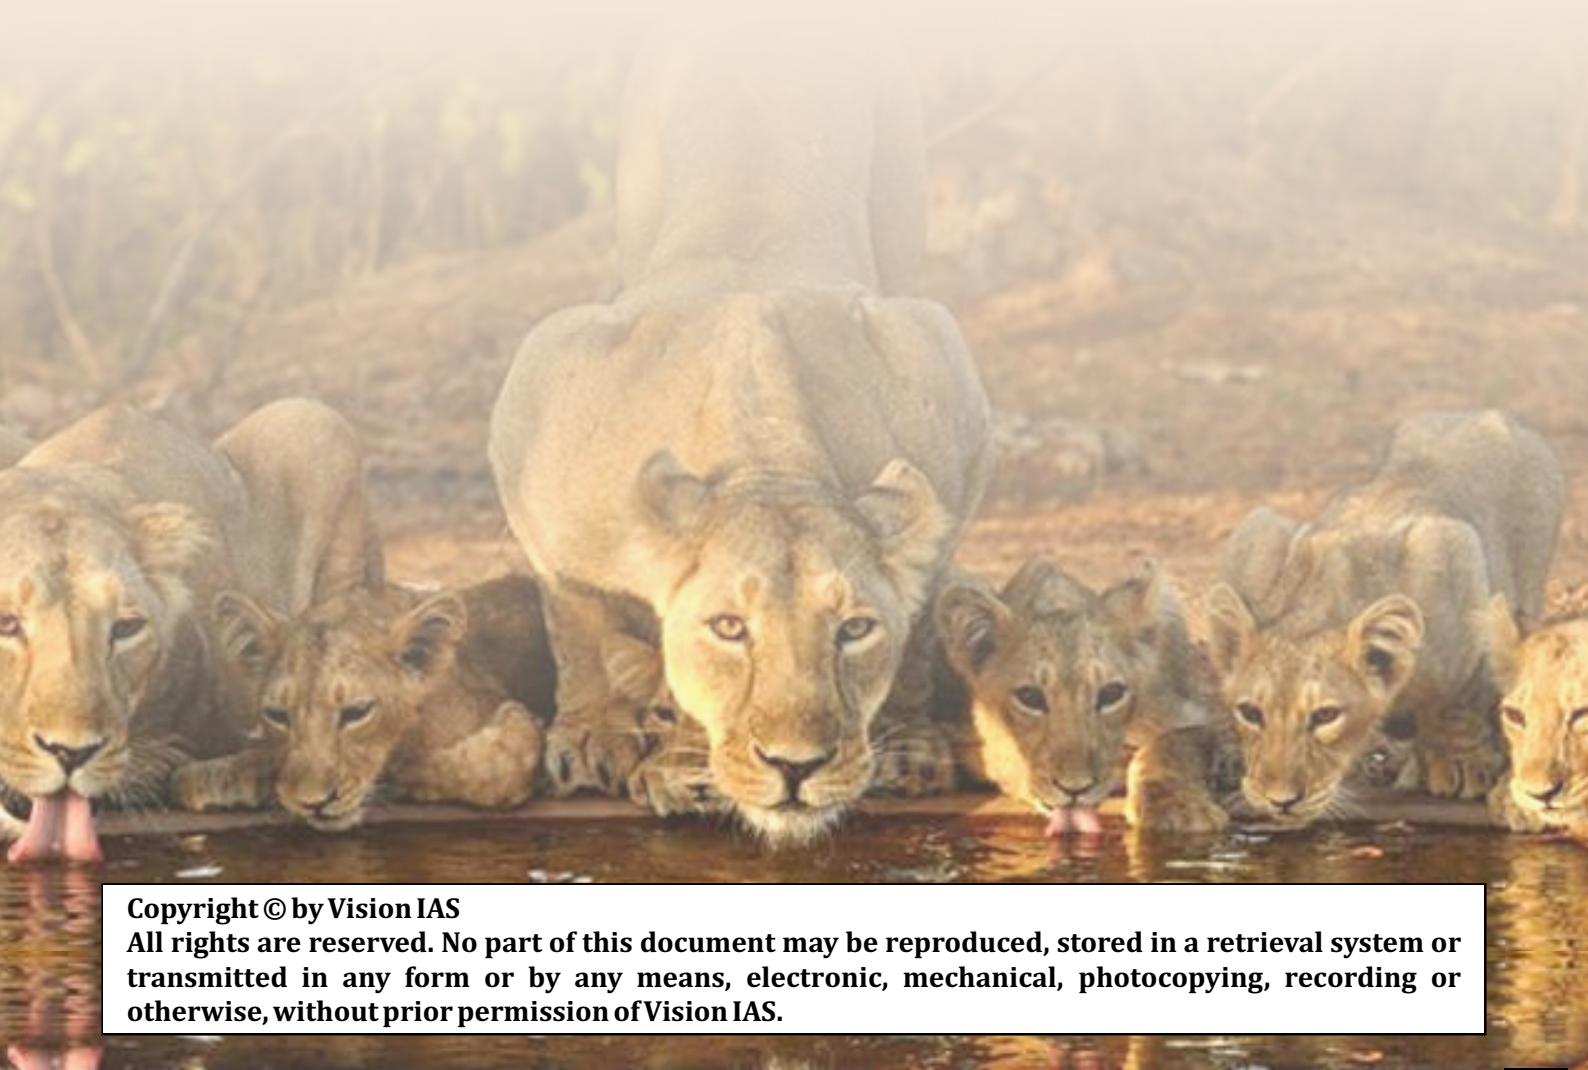 Copyright © by Vision IAS
All rights are reserved. No part of this document may be reproduced, stored in a retrieval system or
transmitted in any form or by any means, electronic, mechanical, photocopying, recording or
otherwise, without prior permission of Vision IAS.